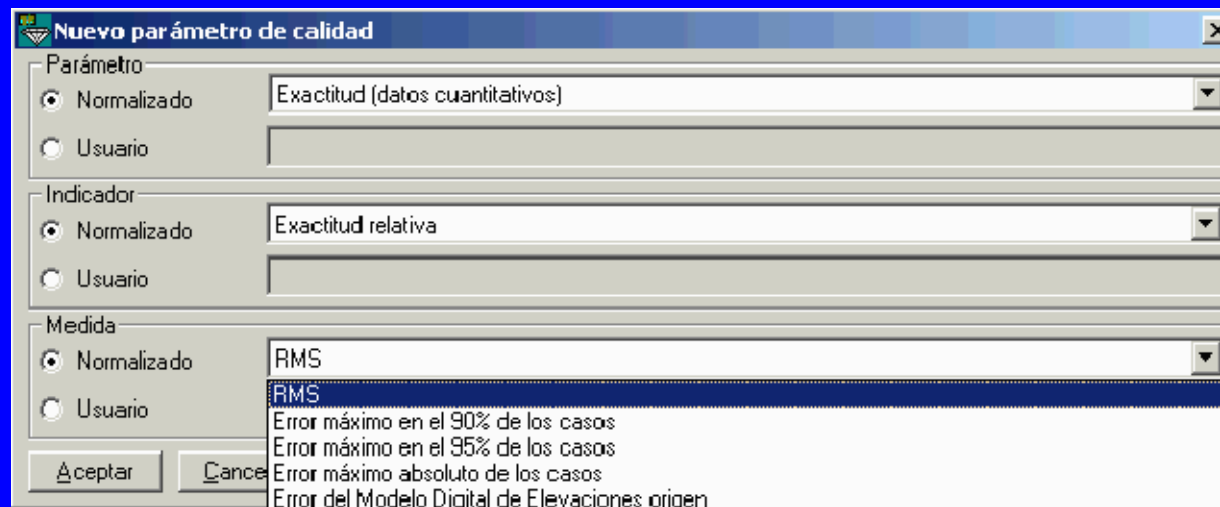 Nuevo parámetro de calidad
Parámetro
Normalizado Exactitud (datos cuantitativos)
Usuario
Indicador
Normalizado Exactitud relativa
Usuario
Medida
Normalizado RMS
RMS
Usuario Error máximo en el 90% de los casos
Error máximo en el 95% de los casos
Aceptar Cance Error máximo absoluto de los casos
Error del Modelo Digital de Elevaciones origen